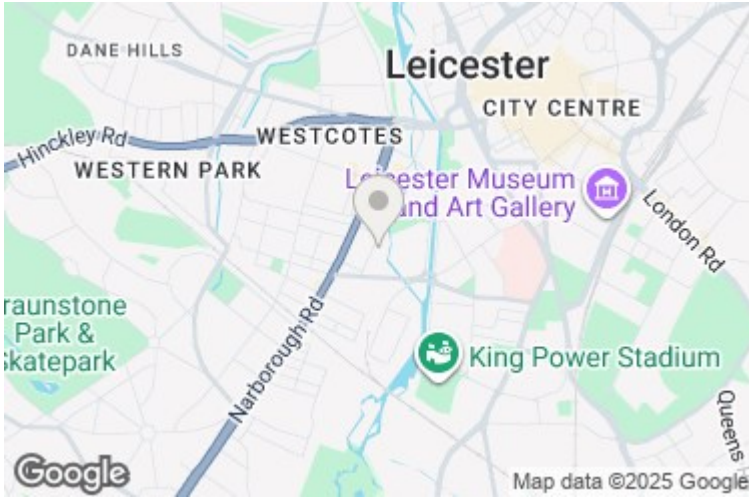 DANE HILLS
Leicester
CITY CENTRE
Hinckley Rd
WESTCOTES
WESTERN PARK
Leicester Museum
and Art Gallery
London Rd
raunstone
Park &
Skatepark
Narborough Rd
King Power Stadium
Queens
Google
Map data ©2025 Google